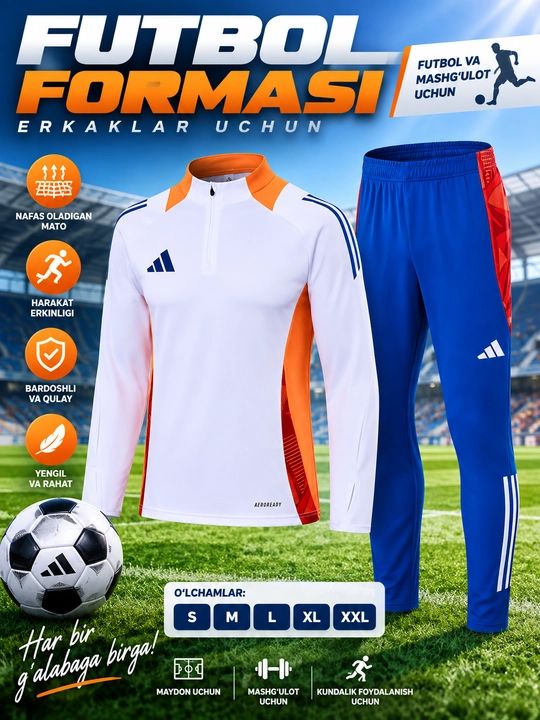 FUTBOL
FORMASI
ERKAKLAR UCHUN
FUTBOL VA
MASHG‘ULOT
UCHUN
NAFAS OLADIGAN
MATO
HARAKAT
ERKINLIGI
BARDOSHLI
VA QULAY
YENGIL
VA RAHAT
AEROREADY
O‘LCHAMLAR:
S M L XL XXL
Har bir
g‘alabaga birga!
MAYDON UCHUN
MASHG‘ULOT
UCHUN
KUNDALIK FOYDALANISH
UCHUN